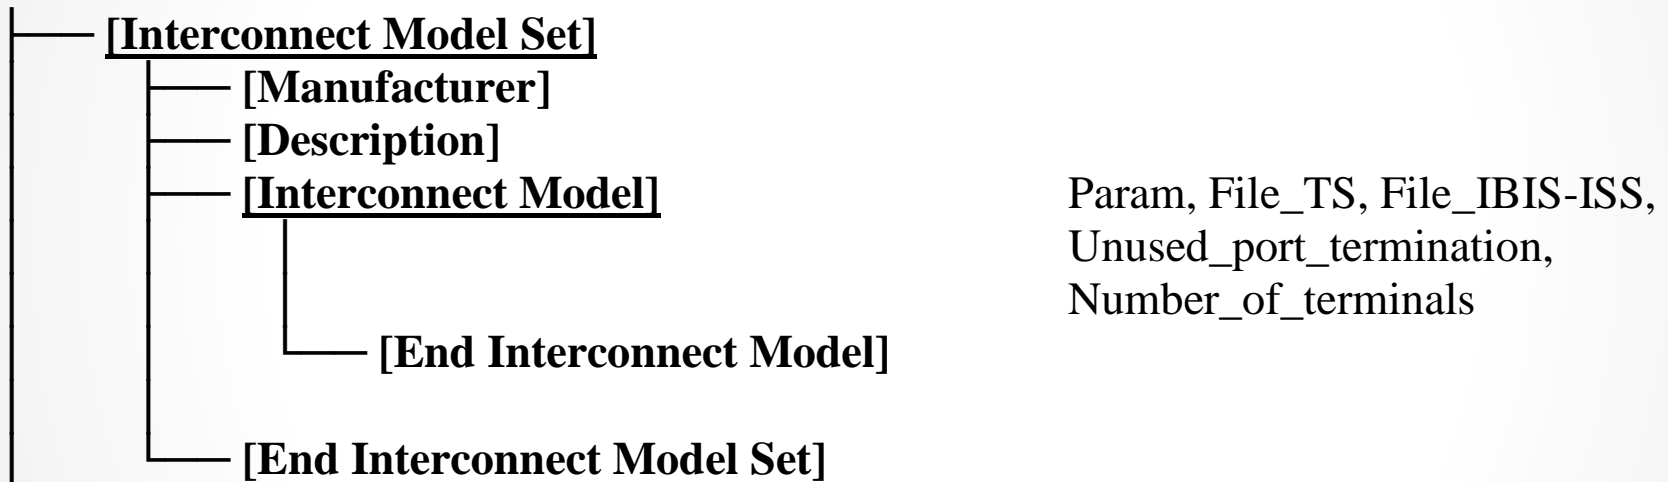 [Interconnect Model Set]
[Manufacturer]
[Description]
[Interconnect Model] Param, File_TS, File_IBIS-ISS,
Unused_port_termination,
Number_of_terminals
[End Interconnect Model]
[End Interconnect Model Set]